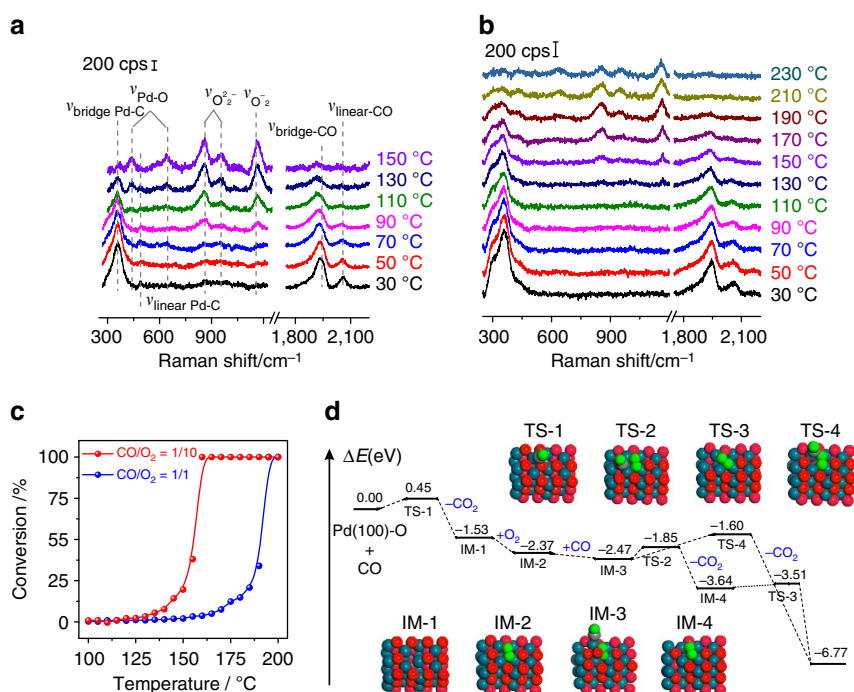 a
200 cps
νbridge Pd-C
νPd-O
νO₂²⁻
νO₂⁻
νbridge-CO
νlinear-CO
150 °C
130 °C
110 °C
90 °C
70 °C
50 °C
30 °C
νlinear Pd-C
300 600 900 1,800 2,100
Raman shift/cm⁻¹
b
200 cps
230 °C
210 °C
190 °C
170 °C
150 °C
130 °C
110 °C
90 °C
70 °C
50 °C
30 °C
300 600 900 1,800 2,100
Raman shift/cm⁻¹
c
CO/O₂ = 1/10
CO/O₂ = 1/1
Conversion /%
100
75
50
25
0
100 125 150 175 200
Temperature / °C
d
ΔE(eV)
TS-1 TS-2 TS-3 TS-4
0.00
Pd(100)-O
+
CO
0.45
TS-1
–CO₂
–1.53
IM-1
+O₂
–2.37
IM-2
+CO
–2.47
IM-3
–1.85
TS-2
–CO₂
–3.64
IM-4
–1.60
TS-4
–CO₂
–3.51
TS-3
–6.77
IM-1 IM-2 IM-3 IM-4